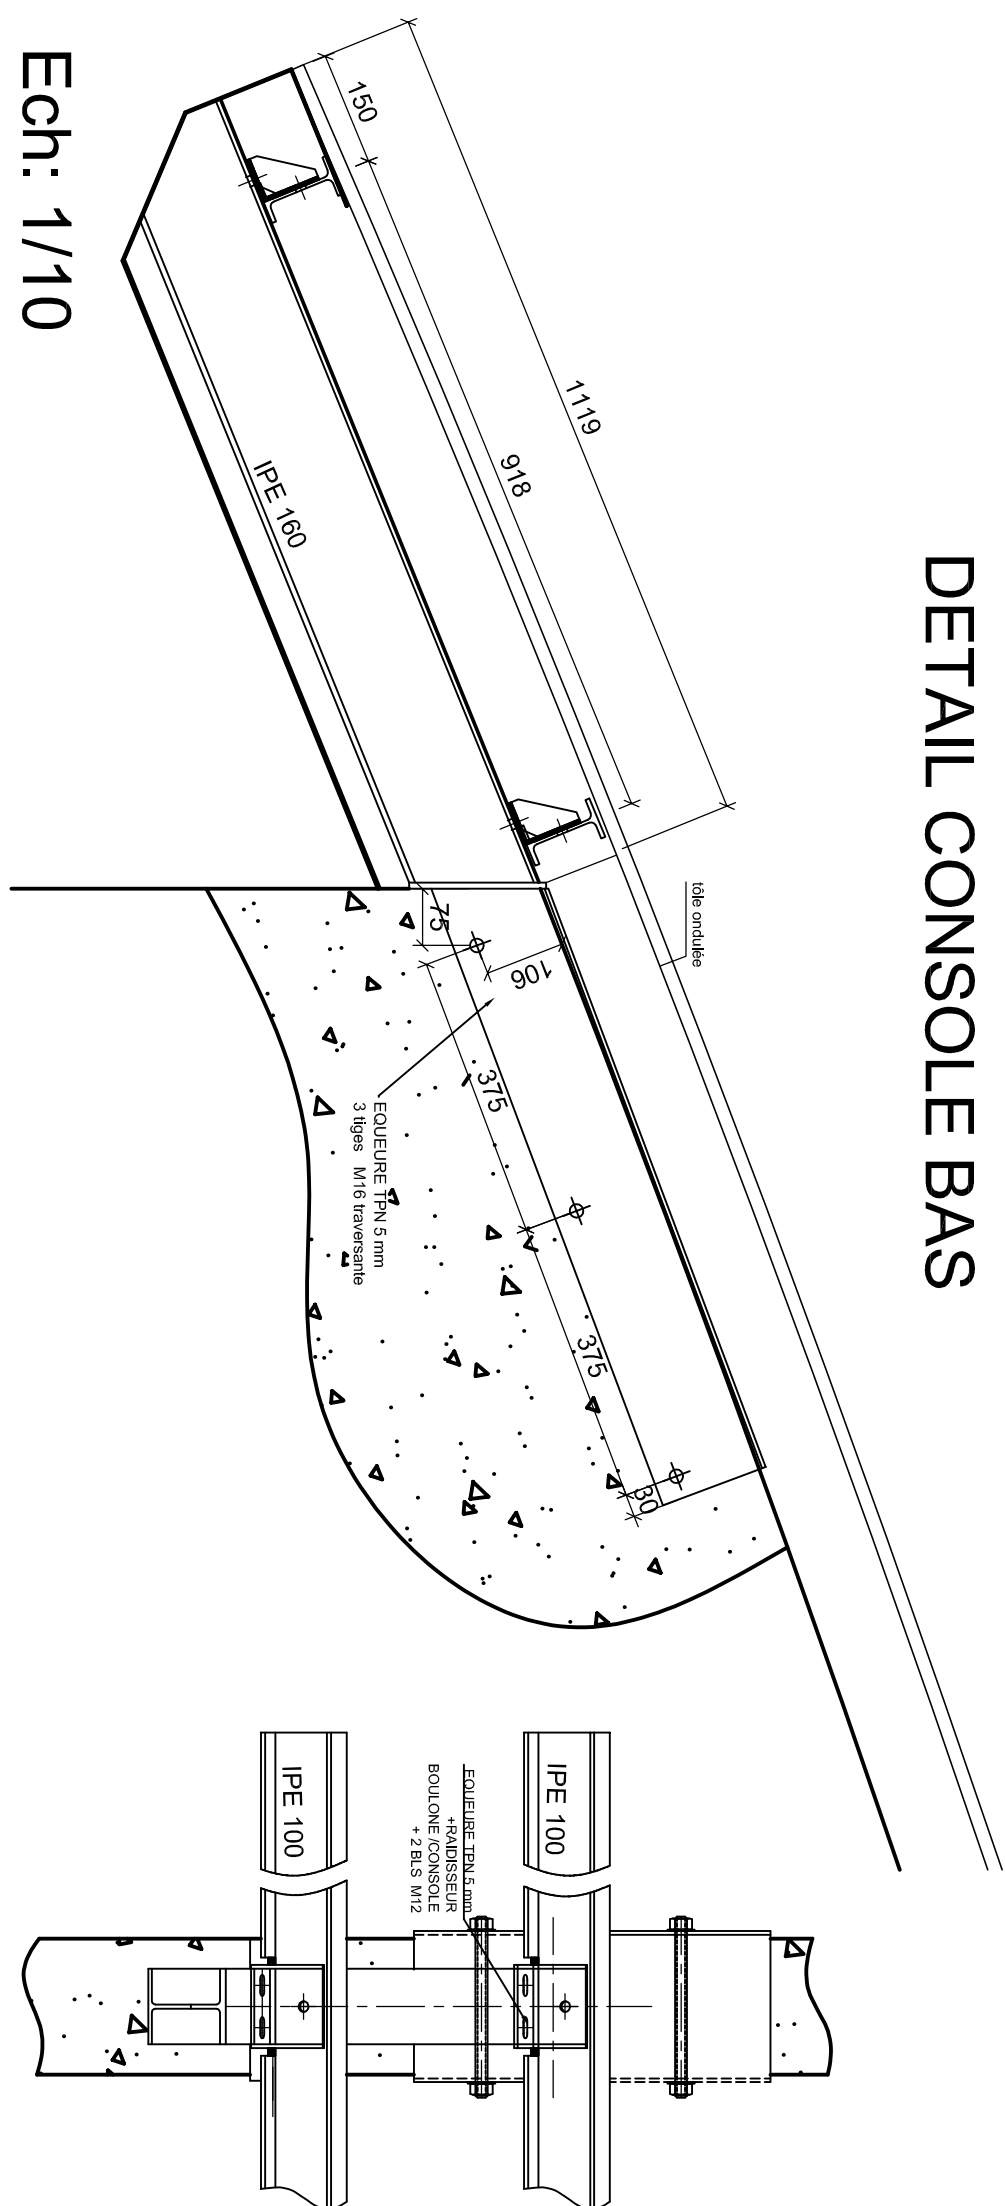 DETAIL CONSOLE BAS
1119
150
918
IPE 160
tôle ondulée
75
106
375
375
30
EQUEURE TPN 5 mm
3 tiges M16 traversante
IPE 100
EQUEURE TPN 5 mm
+RAIDISSEUR
BOULONE /CONSOLE
+ 2 BLS M12
IPE 100
Ech: 1/10